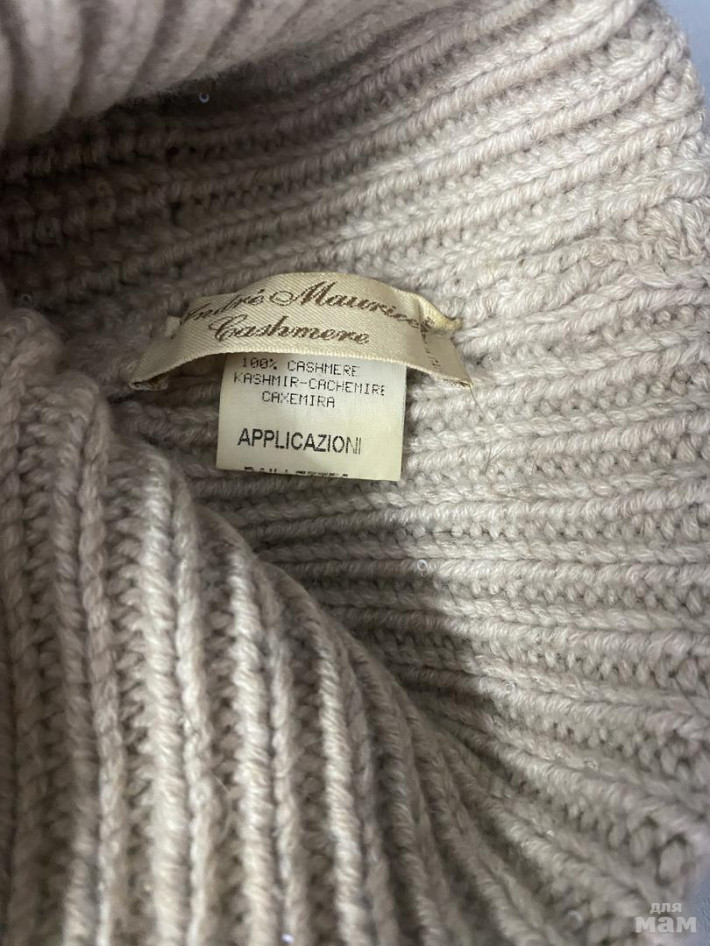 André Maurice
Cashmere
100% CASHMERE
KASHMIR-CACHEMIRE
CAXEMIRA
APPLICAZIONI
для
мам